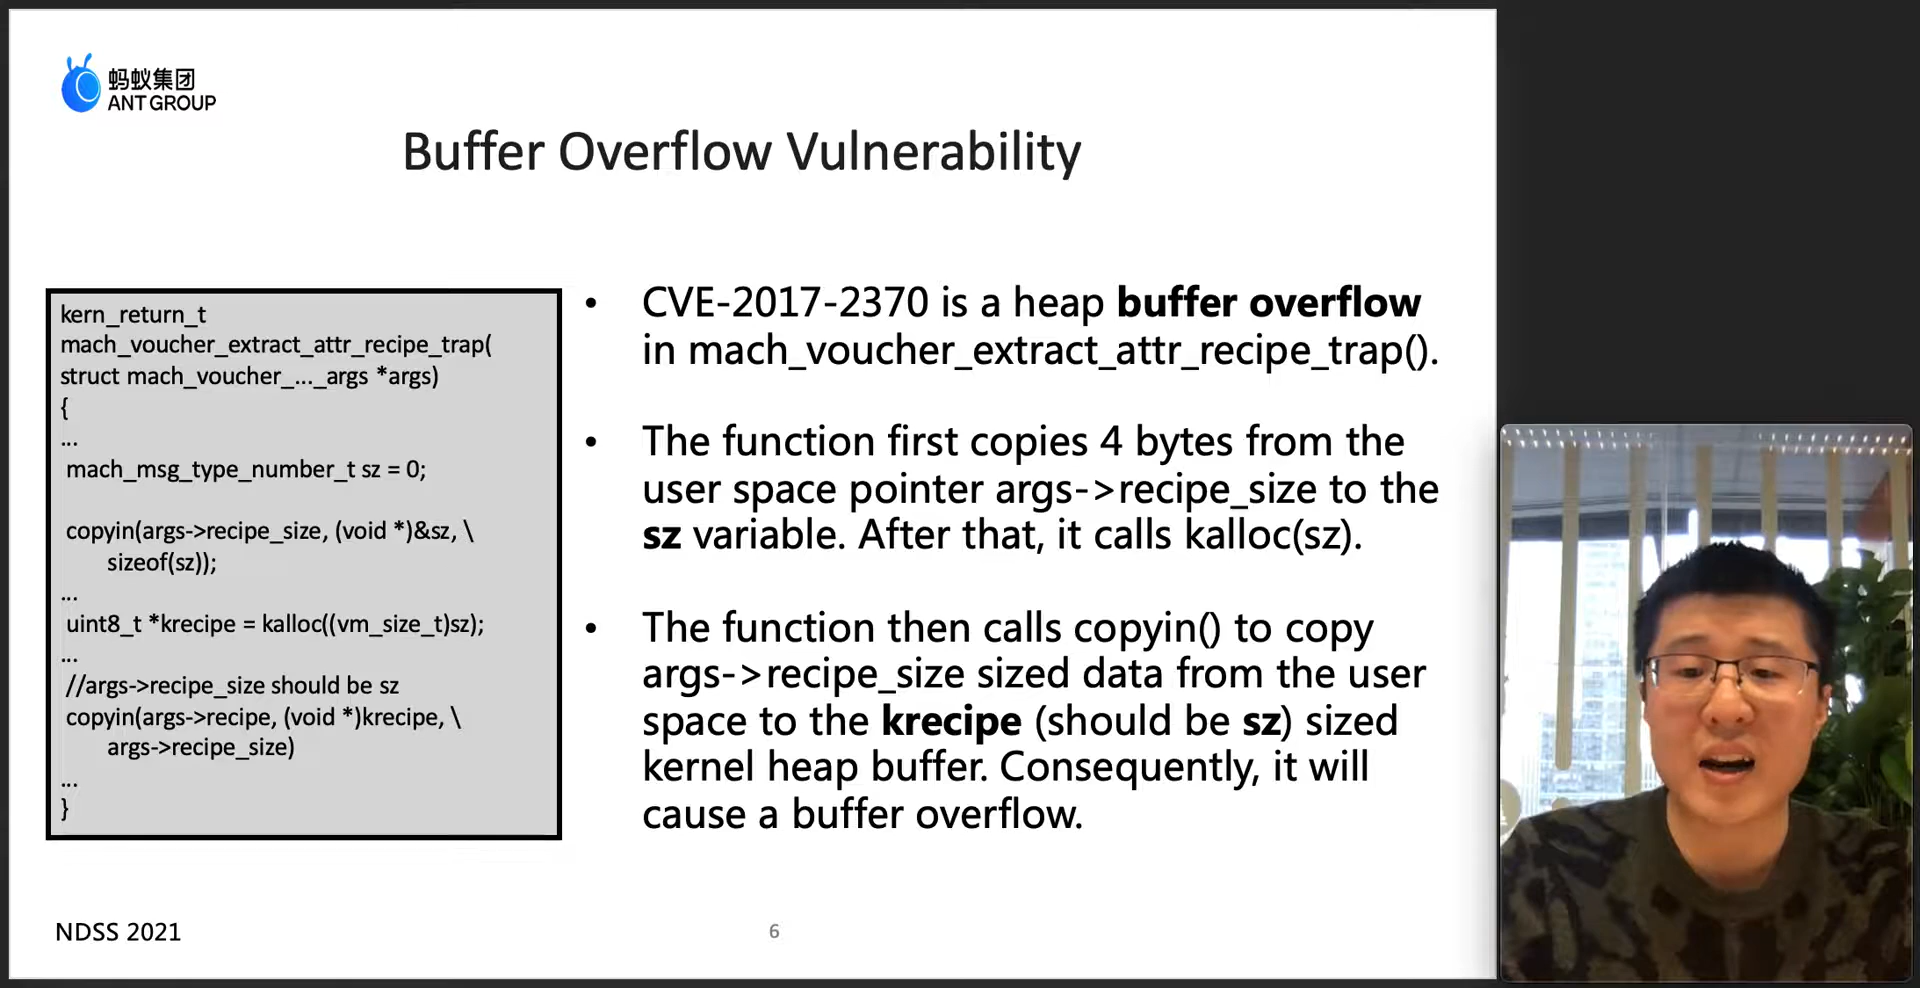 蚂蚁集团
ANT GROUP
Buffer Overflow Vulnerability
kern_return_t
mach_voucher_extract_attr_recipe_trap(
struct mach_voucher_..._args *args)
{
...
mach_msg_type_number_t sz = 0;
copyin(args->recipe_size, (void *)&sz, \
sizeof(sz));
...
uint8_t *krecipe = kalloc((vm_size_t)sz);
...
//args->recipe_size should be sz
copyin(args->recipe, (void *)krecipe, \
args->recipe_size)
...
}
• CVE-2017-2370 is a heap buffer overflow
in mach_voucher_extract_attr_recipe_trap().
• The function first copies 4 bytes from the
user space pointer args->recipe_size to the
sz variable. After that, it calls kalloc(sz).
• The function then calls copyin() to copy
args->recipe_size sized data from the user
space to the krecipe (should be sz) sized
kernel heap buffer. Consequently, it will
cause a buffer overflow.
NDSS 2021
6